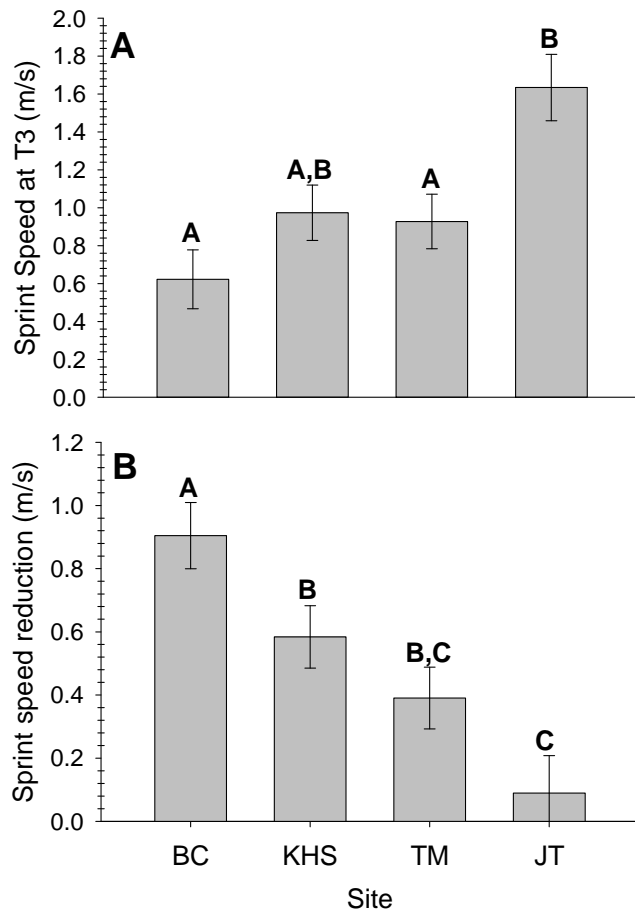 A
Sprint Speed at T3 (m/s)
2.0
1.8
1.6
1.4
1.2
1.0
0.8
0.6
0.4
0.2
0.0
A
A,B
A
B
B
Sprint speed reduction (m/s)
1.2
1.0
0.8
0.6
0.4
0.2
0.0
A
B
B,C
C
BC KHS TM JT
Site